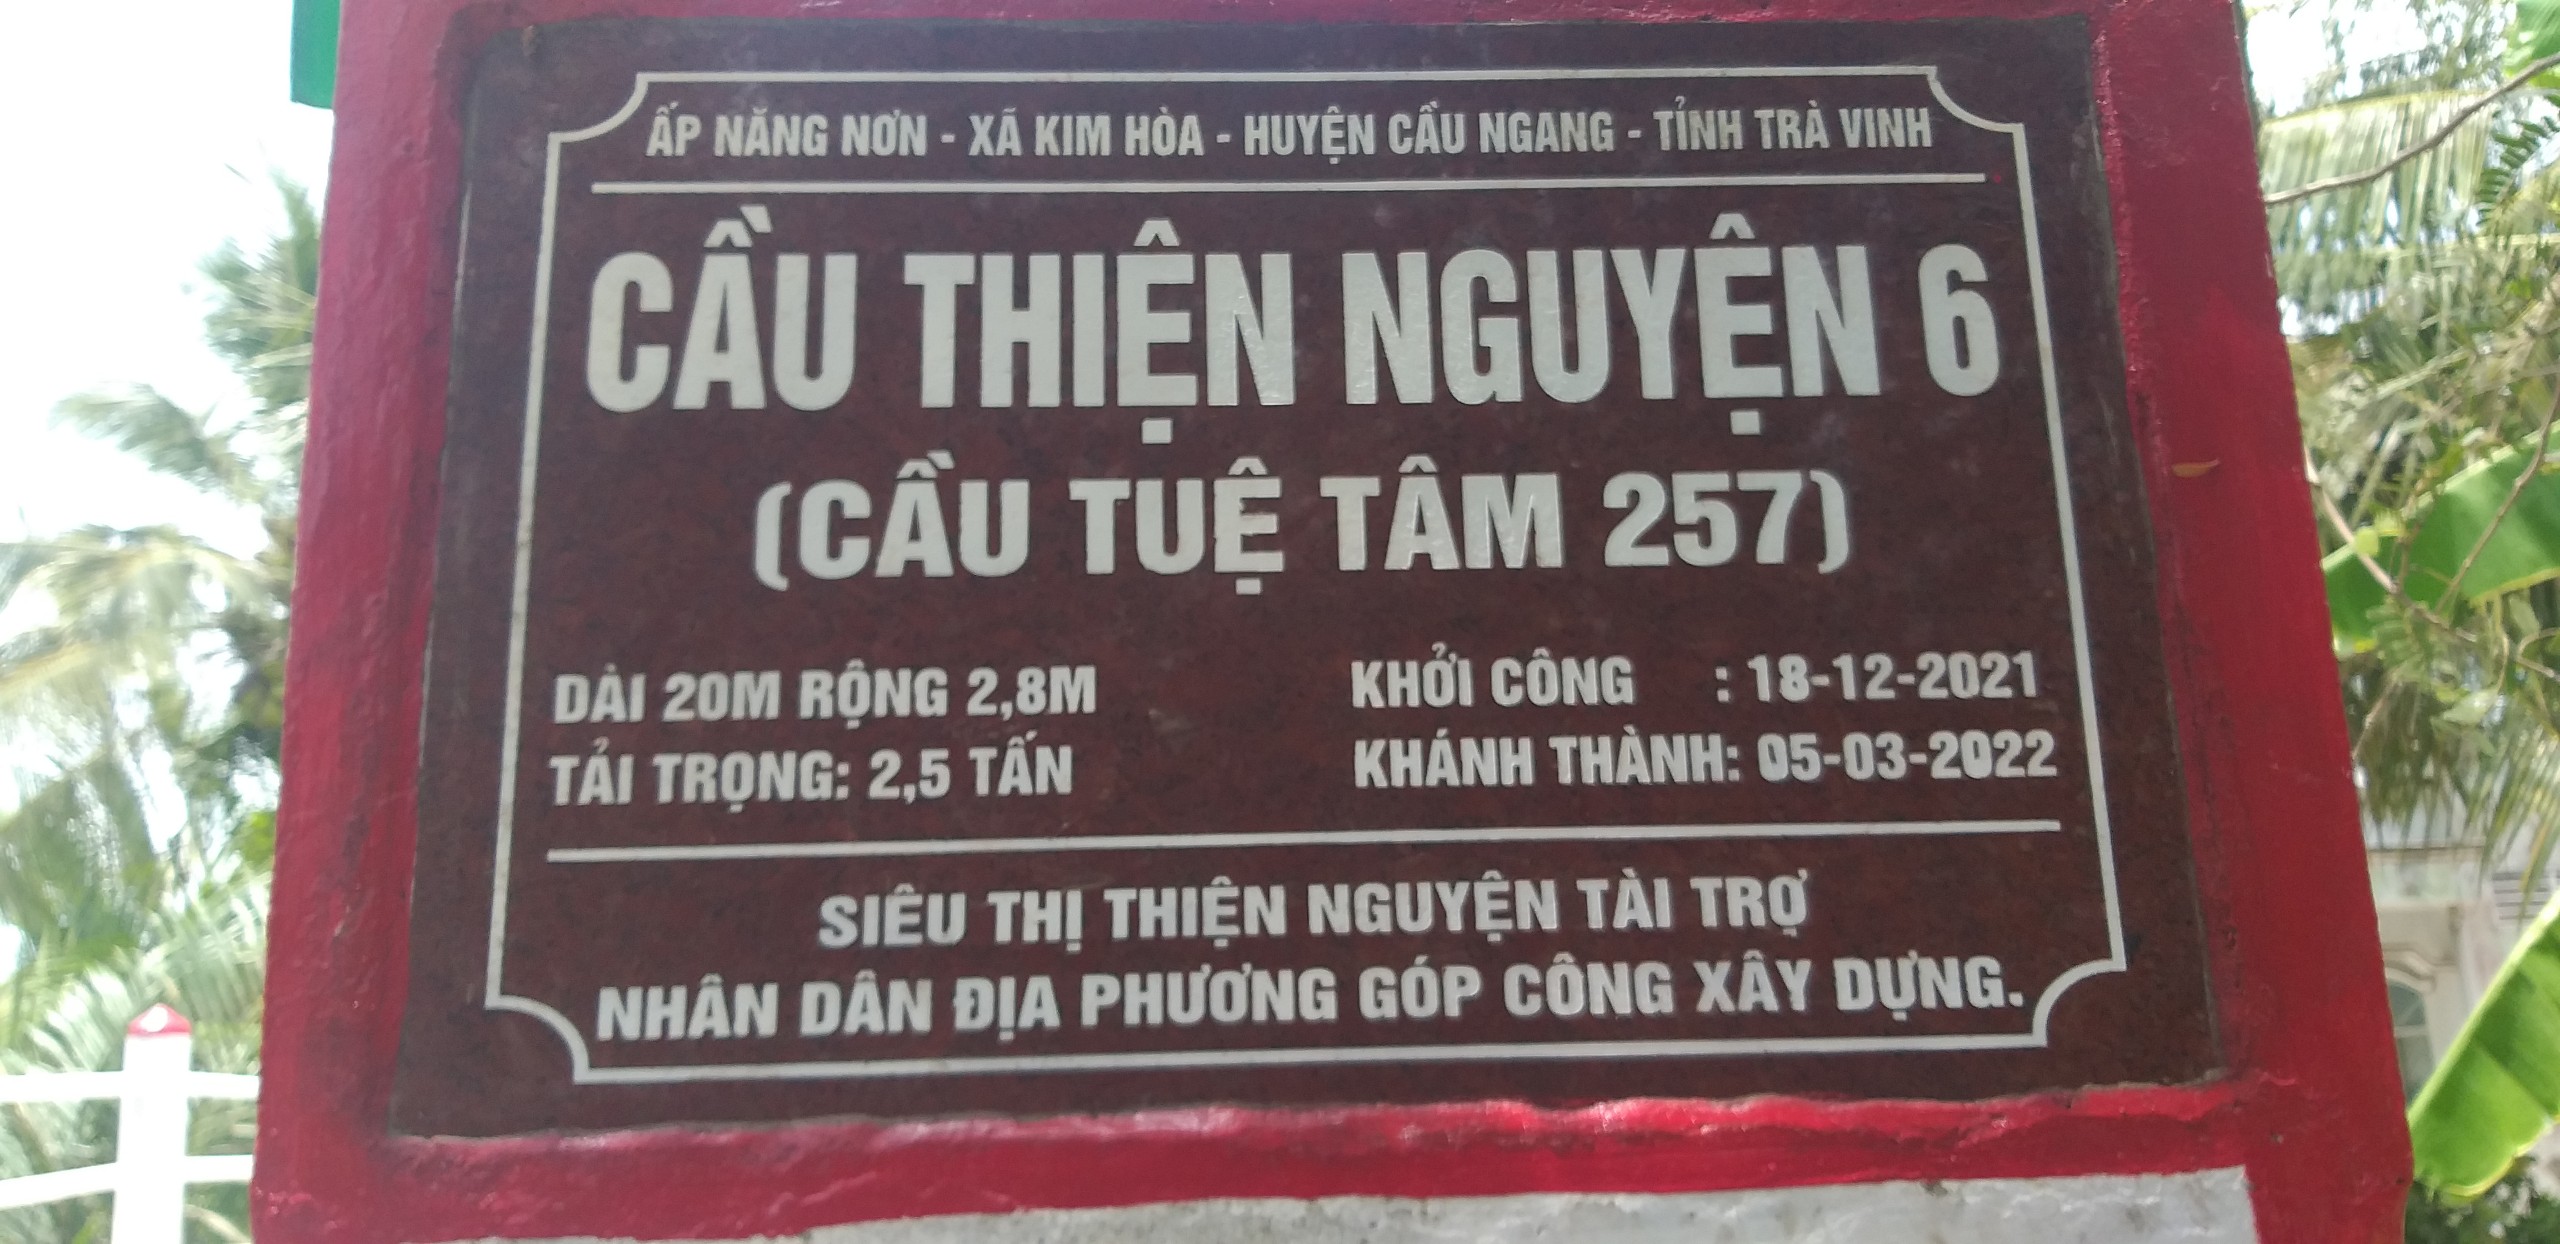 ẤP NĂNG NƠN - XÃ KIM HÒA - HUYỆN CẦU NGANG - TỈNH TRÀ VINH
CẦU THIỆN NGUYỆN 6
(CẦU TUỆ TÂM 257)
DÀI 20M RỘNG 2,8M KHỞI CÔNG : 18-12-2021
TẢI TRỌNG: 2,5 TẤN KHÁNH THÀNH: 05-03-2022
SIÊU THỊ THIỆN NGUYỆN TÀI TRỢ
NHÂN DÂN ĐỊA PHƯƠNG GÓP CÔNG XÂY DỰNG.